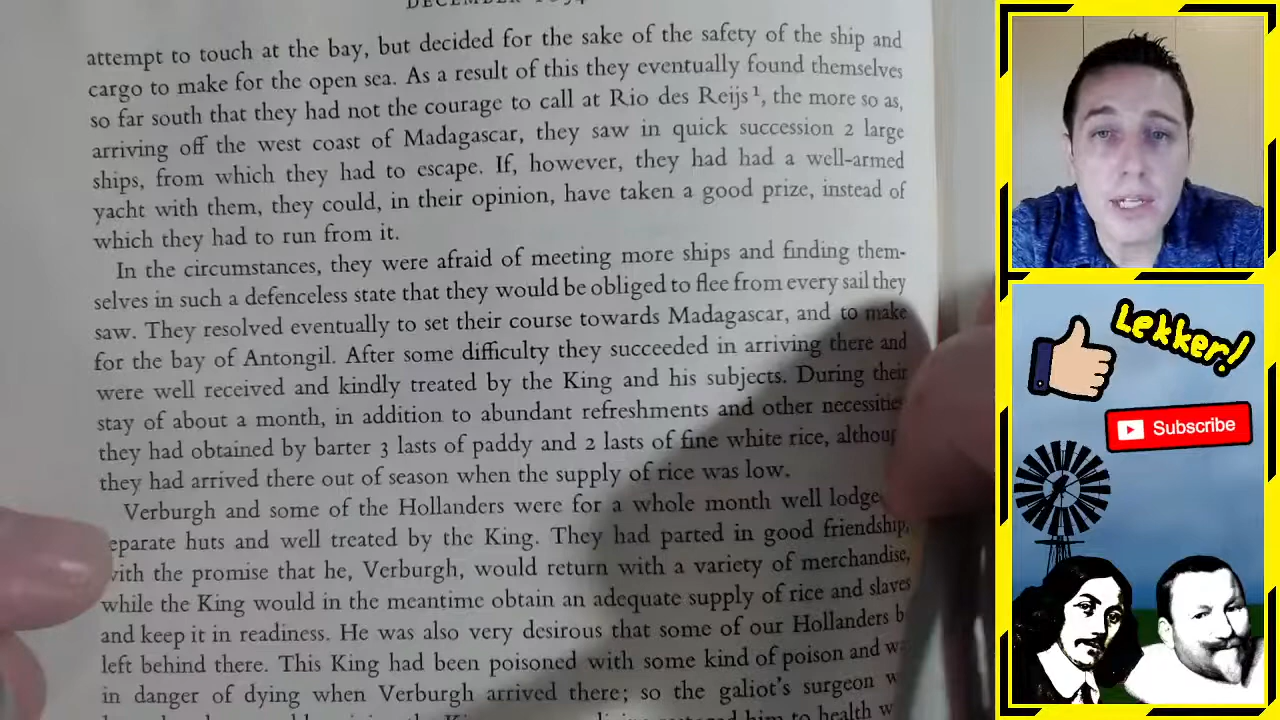 attempt to touch at the bay, but decided for the sake of the safety of the ship and
cargo to make for the open sea. As a result of this they eventually found themselves
so far south that they had not the courage to call at Rio des Reijs¹, the more so as,
arriving off the west coast of Madagascar, they saw in quick succession 2 large
ships, from which they had to escape. If, however, they had had a well-armed
yacht with them, they could, in their opinion, have taken a good prize, instead of
which they had to run from it.
In the circumstances, they were afraid of meeting more ships and finding them-
selves in such a defenceless state that they would be obliged to flee from every sail they
saw. They resolved eventually to set their course towards Madagascar, and to make
for the bay of Antongil. After some difficulty they succeeded in arriving there and
were well received and kindly treated by the King and his subjects. During their
stay of about a month, in addition to abundant refreshments and other necessitie
they had obtained by barter 3 lasts of paddy and 2 lasts of fine white rice, althou
they had arrived there out of season when the supply of rice was low.
Verburgh and some of the Hollanders were for a whole month well lodge
eparate huts and well treated by the King. They had parted in good friendship,
with the promise that he, Verburgh, would return with a variety of merchandise,
while the King would in the meantime obtain an adequate supply of rice and slaves
and keep it in readiness. He was also very desirous that some of our Hollanders b
left behind there. This King had been poisoned with some kind of poison and w
in danger of dying when Verburgh arrived there; so the galiot's surgeon w
him to health w
Lekker!
Subscribe